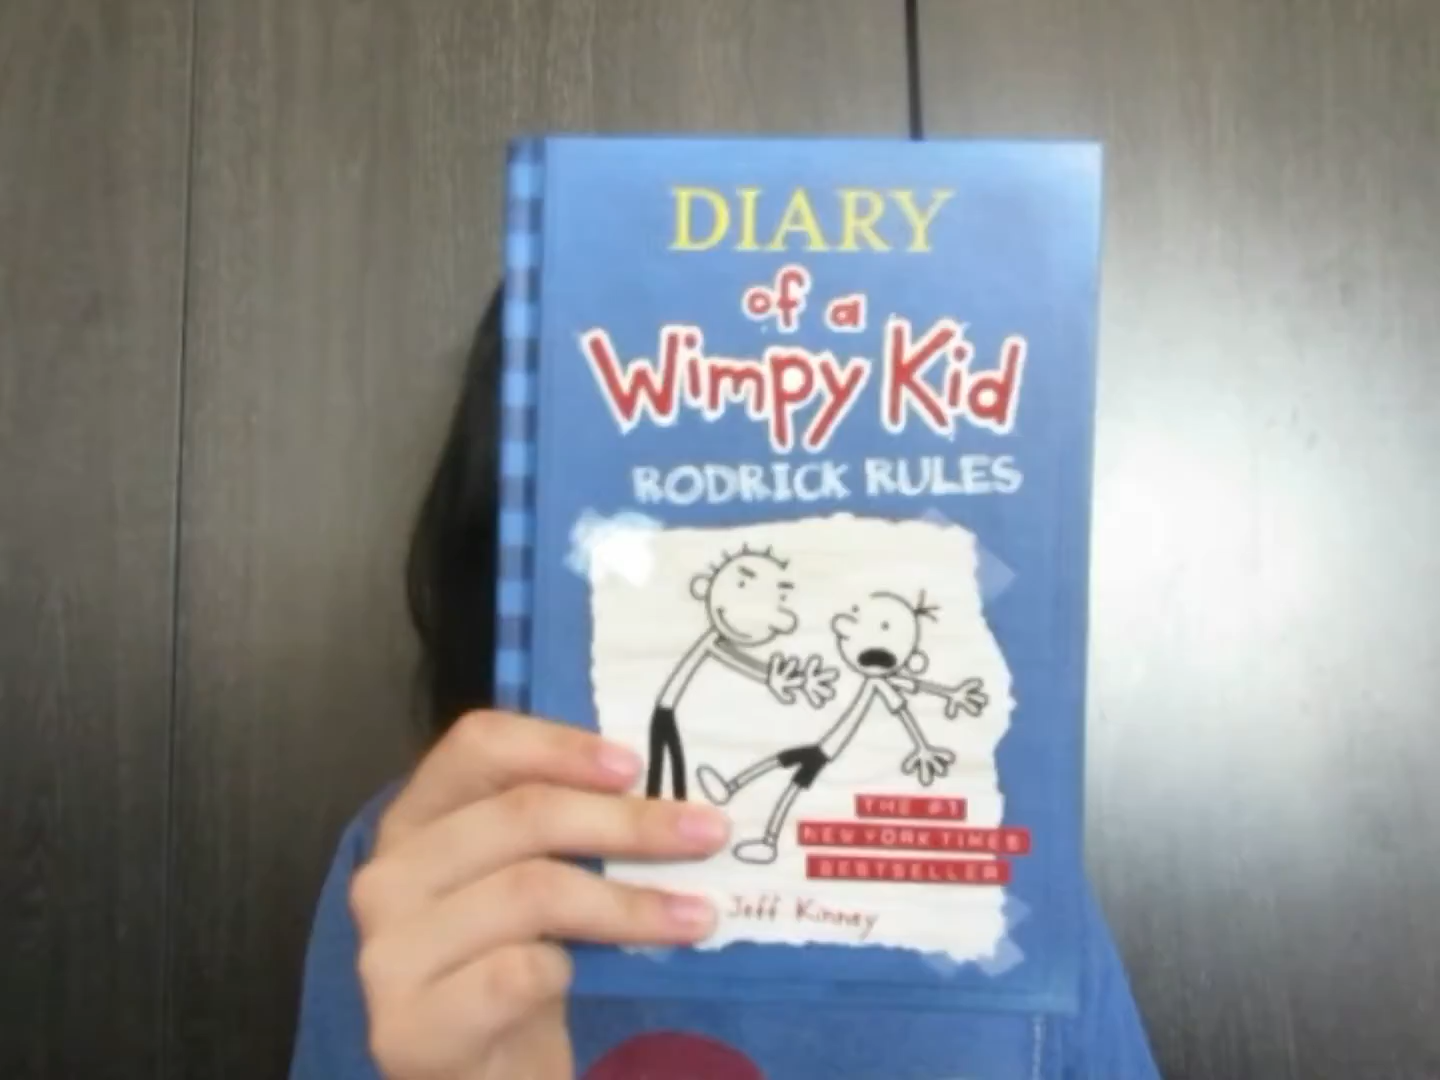 DIARY
of a
Wimpy Kid
RODRICK RULES
THE #1
NEW YORK TIMES
BESTSELLER
Jeff Kinney